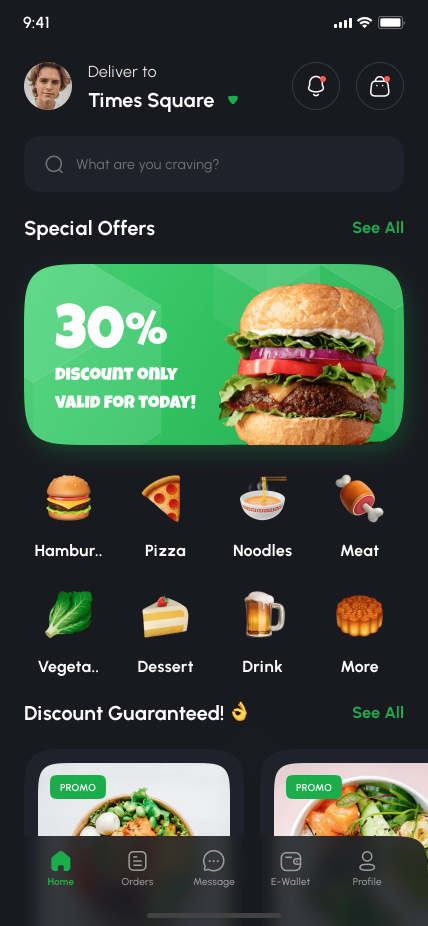 9:41
Deliver to
Times Square
What are you craving?
Special Offers
See All
30%
DISCOUNT ONLY
VALID FOR TODAY!
Hambur..
Pizza
Noodles
Meat
Vegeta..
Dessert
Drink
More
Discount Guaranteed! 👌
See All
PROMO
PROMO
Home
Orders
Message
E-Wallet
Profile